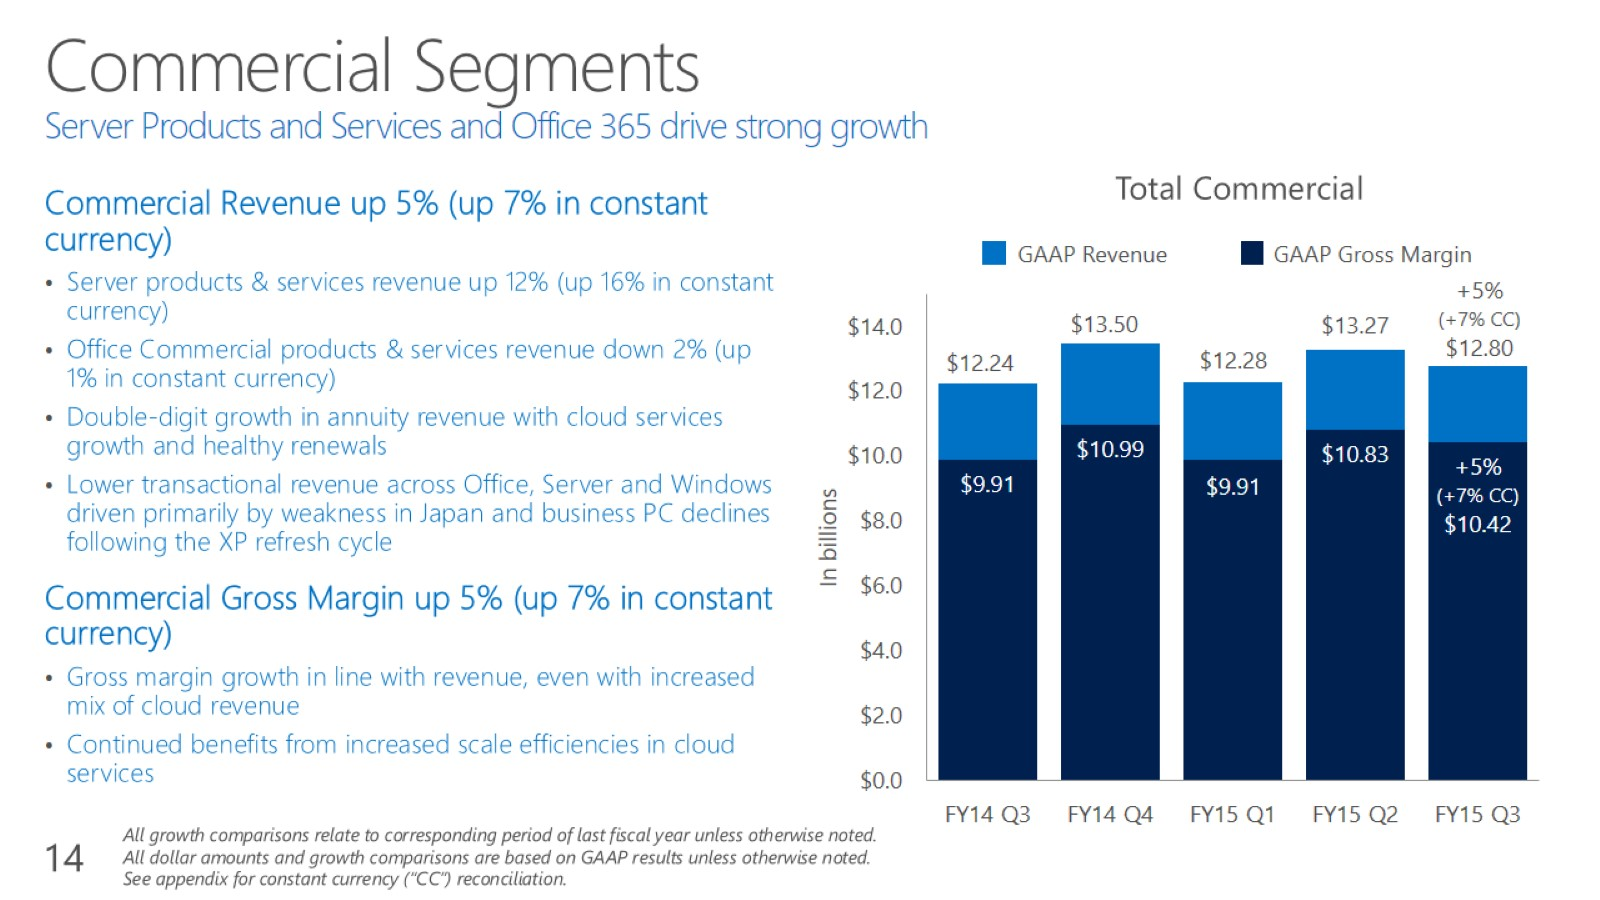 Commercial Segments
Server Products and Services and Office 365 drive strong growth
Commercial Revenue up 5% (up 7% in constant
currency)
• Server products & services revenue up 12% (up 16% in constant
currency)
• Office Commercial products & services revenue down 2% (up
1% in constant currency)
• Double-digit growth in annuity revenue with cloud services
growth and healthy renewals
• Lower transactional revenue across Office, Server and Windows
driven primarily by weakness in Japan and business PC declines
following the XP refresh cycle
Commercial Gross Margin up 5% (up 7% in constant
currency)
• Gross margin growth in line with revenue, even with increased
mix of cloud revenue
• Continued benefits from increased scale efficiencies in cloud
services
Total Commercial
GAAP Revenue
GAAP Gross Margin
In billions
$14.0
$12.0
$10.0
$8.0
$6.0
$4.0
$2.0
$0.0
$12.24
$9.91
$13.50
$10.99
$12.28
$9.91
$13.27
$10.83
+5%
(+7% CC)
$12.80
+5%
(+7% CC)
$10.42
FY14 Q3
FY14 Q4
FY15 Q1
FY15 Q2
FY15 Q3
14
All growth comparisons relate to corresponding period of last fiscal year unless otherwise noted.
All dollar amounts and growth comparisons are based on GAAP results unless otherwise noted.
See appendix for constant currency (“CC”) reconciliation.